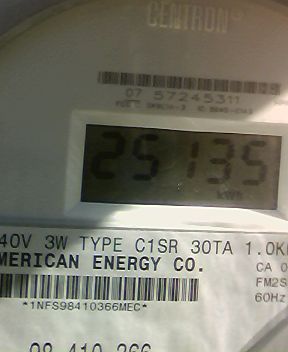 CENTRON®
07 57245311
25135
kWh
40V 3W TYPE C1SR 30TA 1.0K
MERICAN ENERGY CO.
CA 0
FM2S
60Hz
*1NFS98410366MEC*
98 410 366